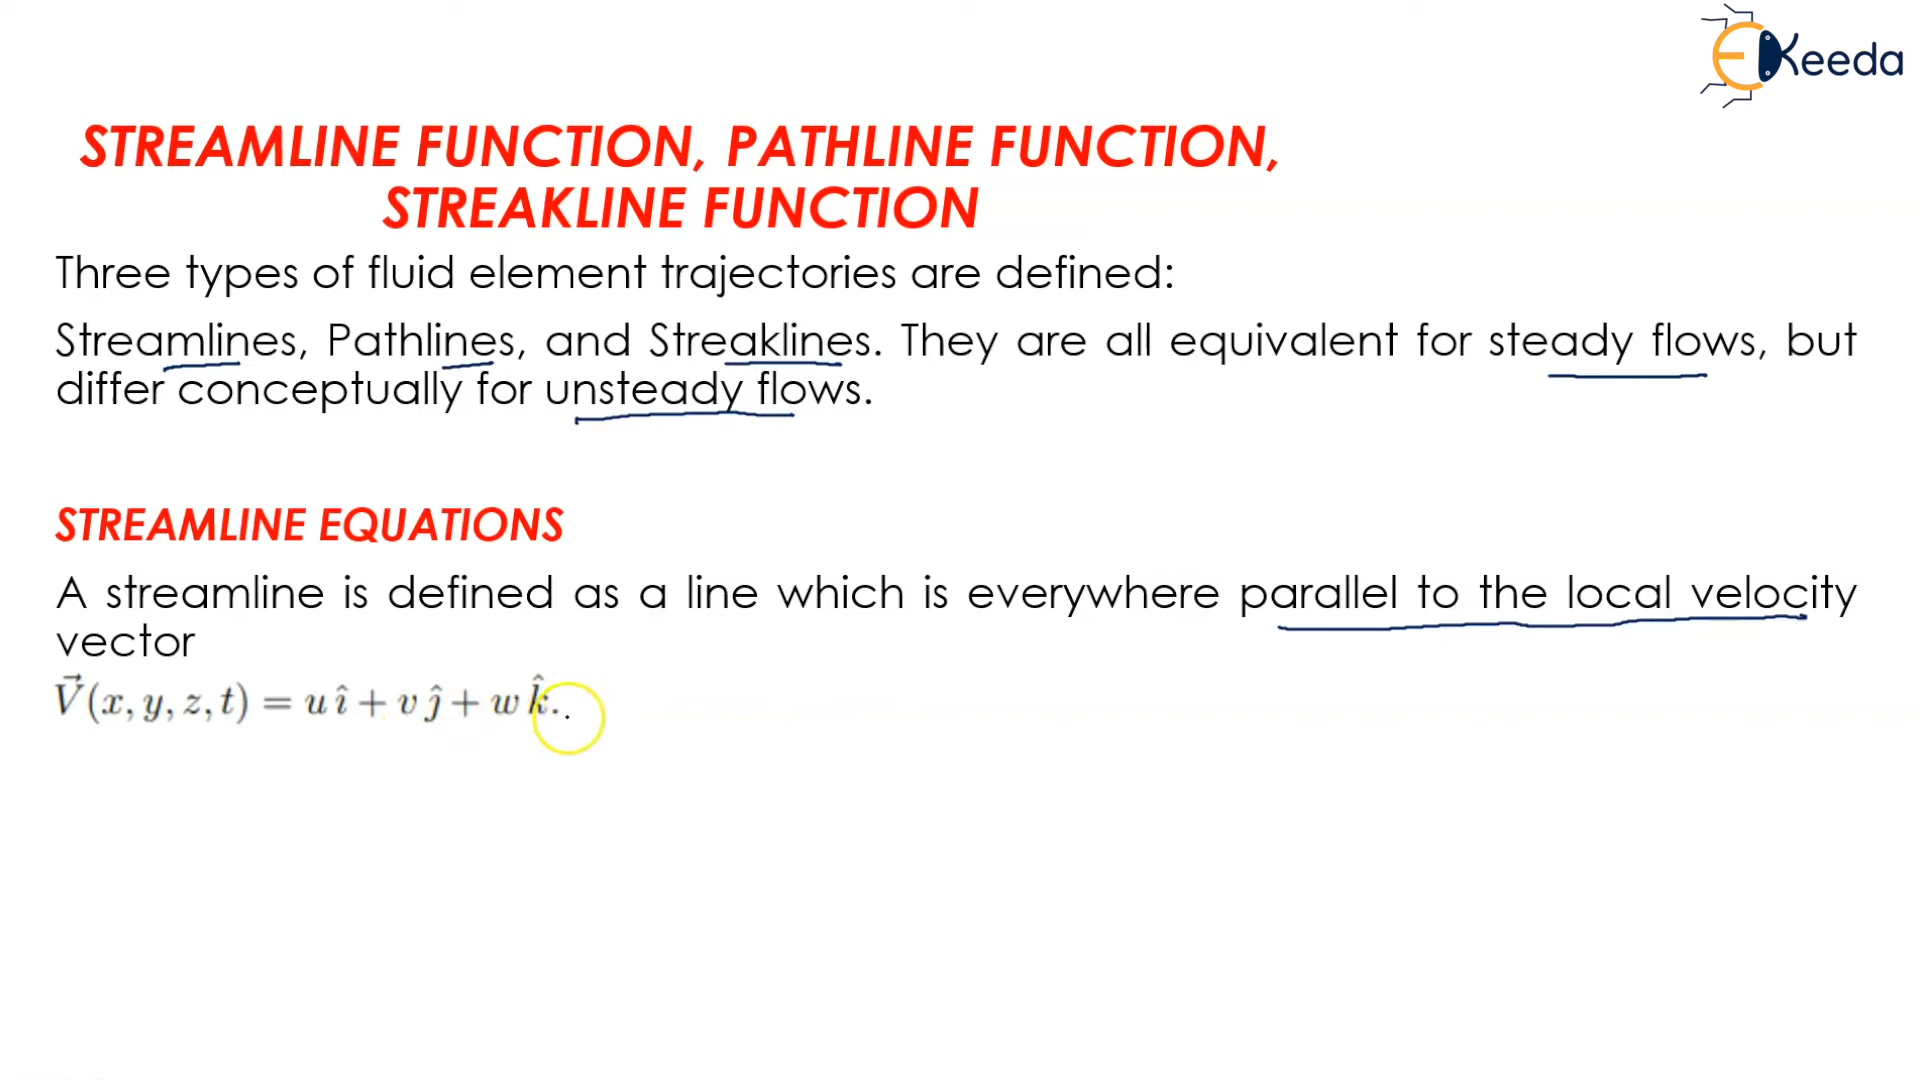 EKeeda
STREAMLINE FUNCTION, PATHLINE FUNCTION,
STREAKLINE FUNCTION
Three types of fluid element trajectories are defined:
Streamlines, Pathlines, and Streaklines. They are all equivalent for steady flows, but
differ conceptually for unsteady flows.
STREAMLINE EQUATIONS
A streamline is defined as a line which is everywhere parallel to the local velocity
vector
V⃗(x, y, z, t) = u î + v ĵ + w k̂.